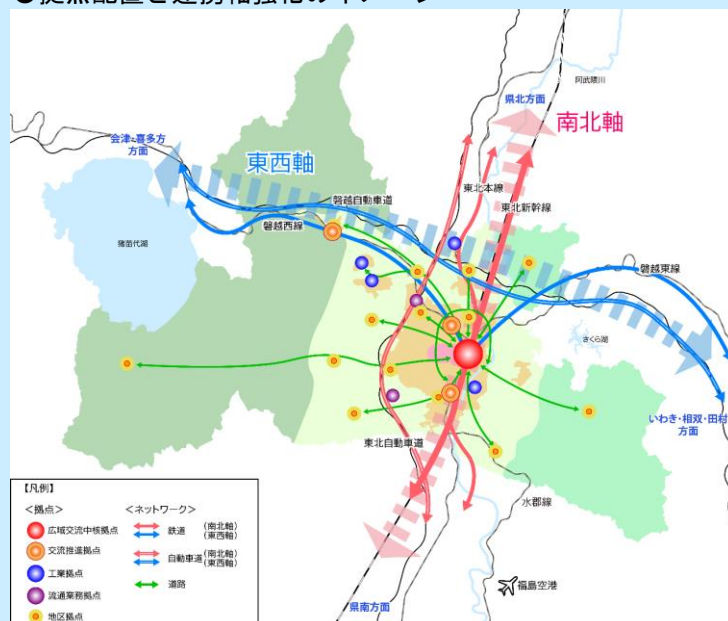 ●拠点配置と連携軸強化のイメージ
阿武隈川
県北方面
南北軸
会津・喜多方
方面
東西軸
東北本線
磐越自動車道
東北新幹線
磐越西線
猪苗代湖
磐越東線
さくら湖
いわき・相双・田村
方面
東北自動車道
水郡線
福島空港
県南方面
【凡例】
<拠点>
<ネットワーク>
広域交流中核拠点
鉄道
(南北軸)
(東西軸)
交流推進拠点
自動車道
(南北軸)
(東西軸)
工業拠点
道路
流通業務拠点
地区拠点